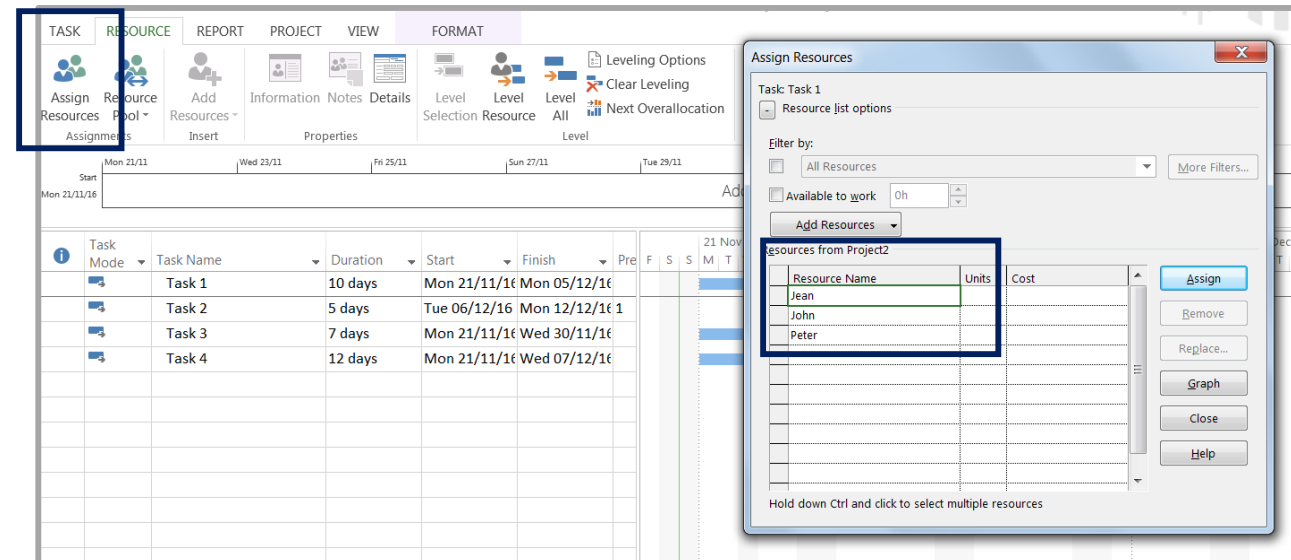 TASK RESOURCE REPORT PROJECT VIEW FORMAT
Assign Resources
Resource Pool
Add Resources
Information
Notes
Details
Level Selection
Level Resource
Level All
Leveling Options
Clear Leveling
Next Overallocation
Assignments Insert Properties Level
Mon 21/11 Wed 23/11 Fri 25/11 Sun 27/11 Tue 29/11
Start
Mon 21/11/16
Task Mode Task Name Duration Start Finish Pre
F S S M T
21 Nov
Task 1 10 days Mon 21/11/16 Mon 05/12/16
Task 2 5 days Tue 06/12/16 Mon 12/12/16 1
Task 3 7 days Mon 21/11/16 Wed 30/11/16
Task 4 12 days Mon 21/11/16 Wed 07/12/16
Assign Resources
Task: Task 1
- Resource list options
Filter by:
All Resources
More Filters...
Available to work 0h
Add Resources
Resources from Project2
Resource Name Units Cost
Jean
John
Peter
Assign
Remove
Replace...
Graph
Close
Help
Hold down Ctrl and click to select multiple resources